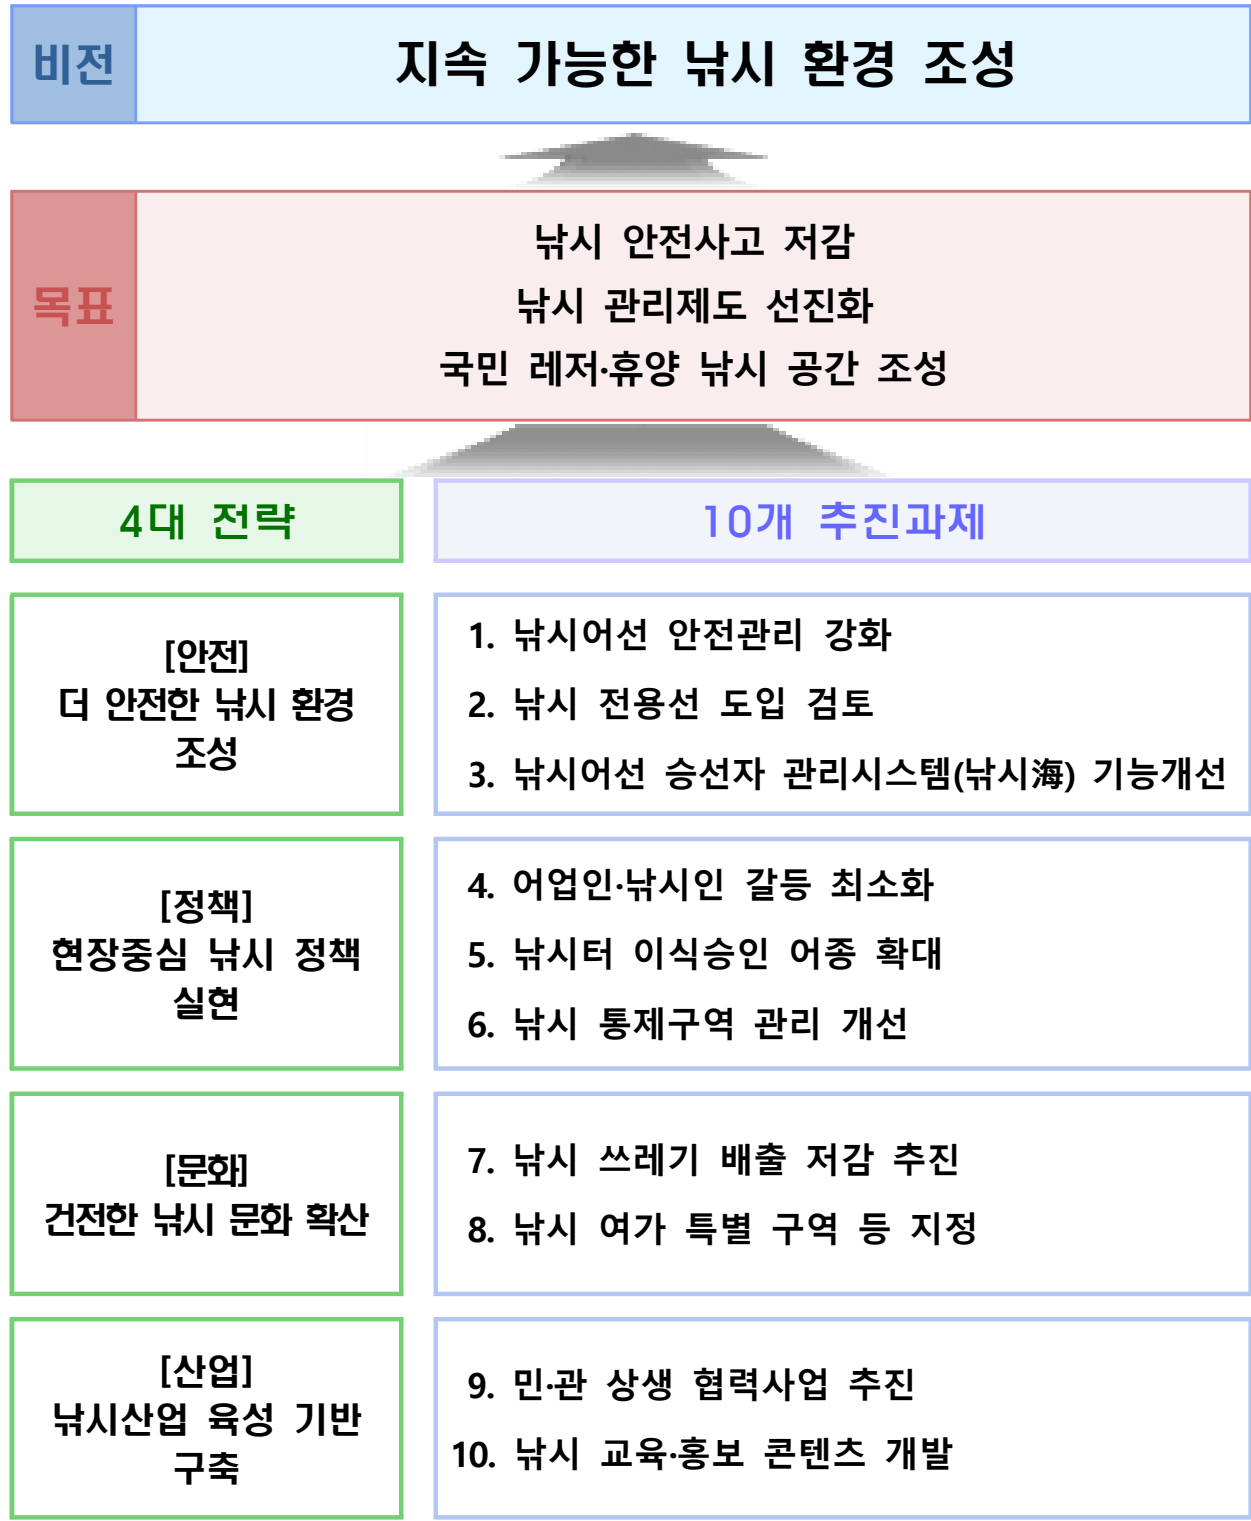 비전
지속 가능한 낚시 환경 조성
목표
낚시 안전사고 저감
낚시 관리제도 선진화
국민 레저·휴양 낚시 공간 조성
4대 전략
10개 추진과제
[안전]
더 안전한 낚시 환경
조성
1. 낚시어선 안전관리 강화
2. 낚시 전용선 도입 검토
3. 낚시어선 승선자 관리시스템(낚시海) 기능개선
[정책]
현장중심 낚시 정책
실현
4. 어업인·낚시인 갈등 최소화
5. 낚시터 이식승인 어종 확대
6. 낚시 통제구역 관리 개선
[문화]
건전한 낚시 문화 확산
7. 낚시 쓰레기 배출 저감 추진
8. 낚시 여가 특별 구역 등 지정
[산업]
낚시산업 육성 기반
구축
9. 민·관 상생 협력사업 추진
10. 낚시 교육·홍보 콘텐츠 개발